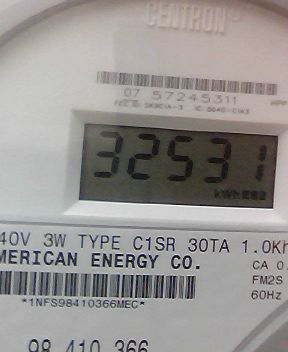 CENTRON
07 57245311
32531
kWh
40V 3W TYPE C1SR 30TA 1.0Kh
MERICAN ENERGY CO.
CA 0.
FM2S
60Hz
*1NFS98410366MEC*
98 410 366